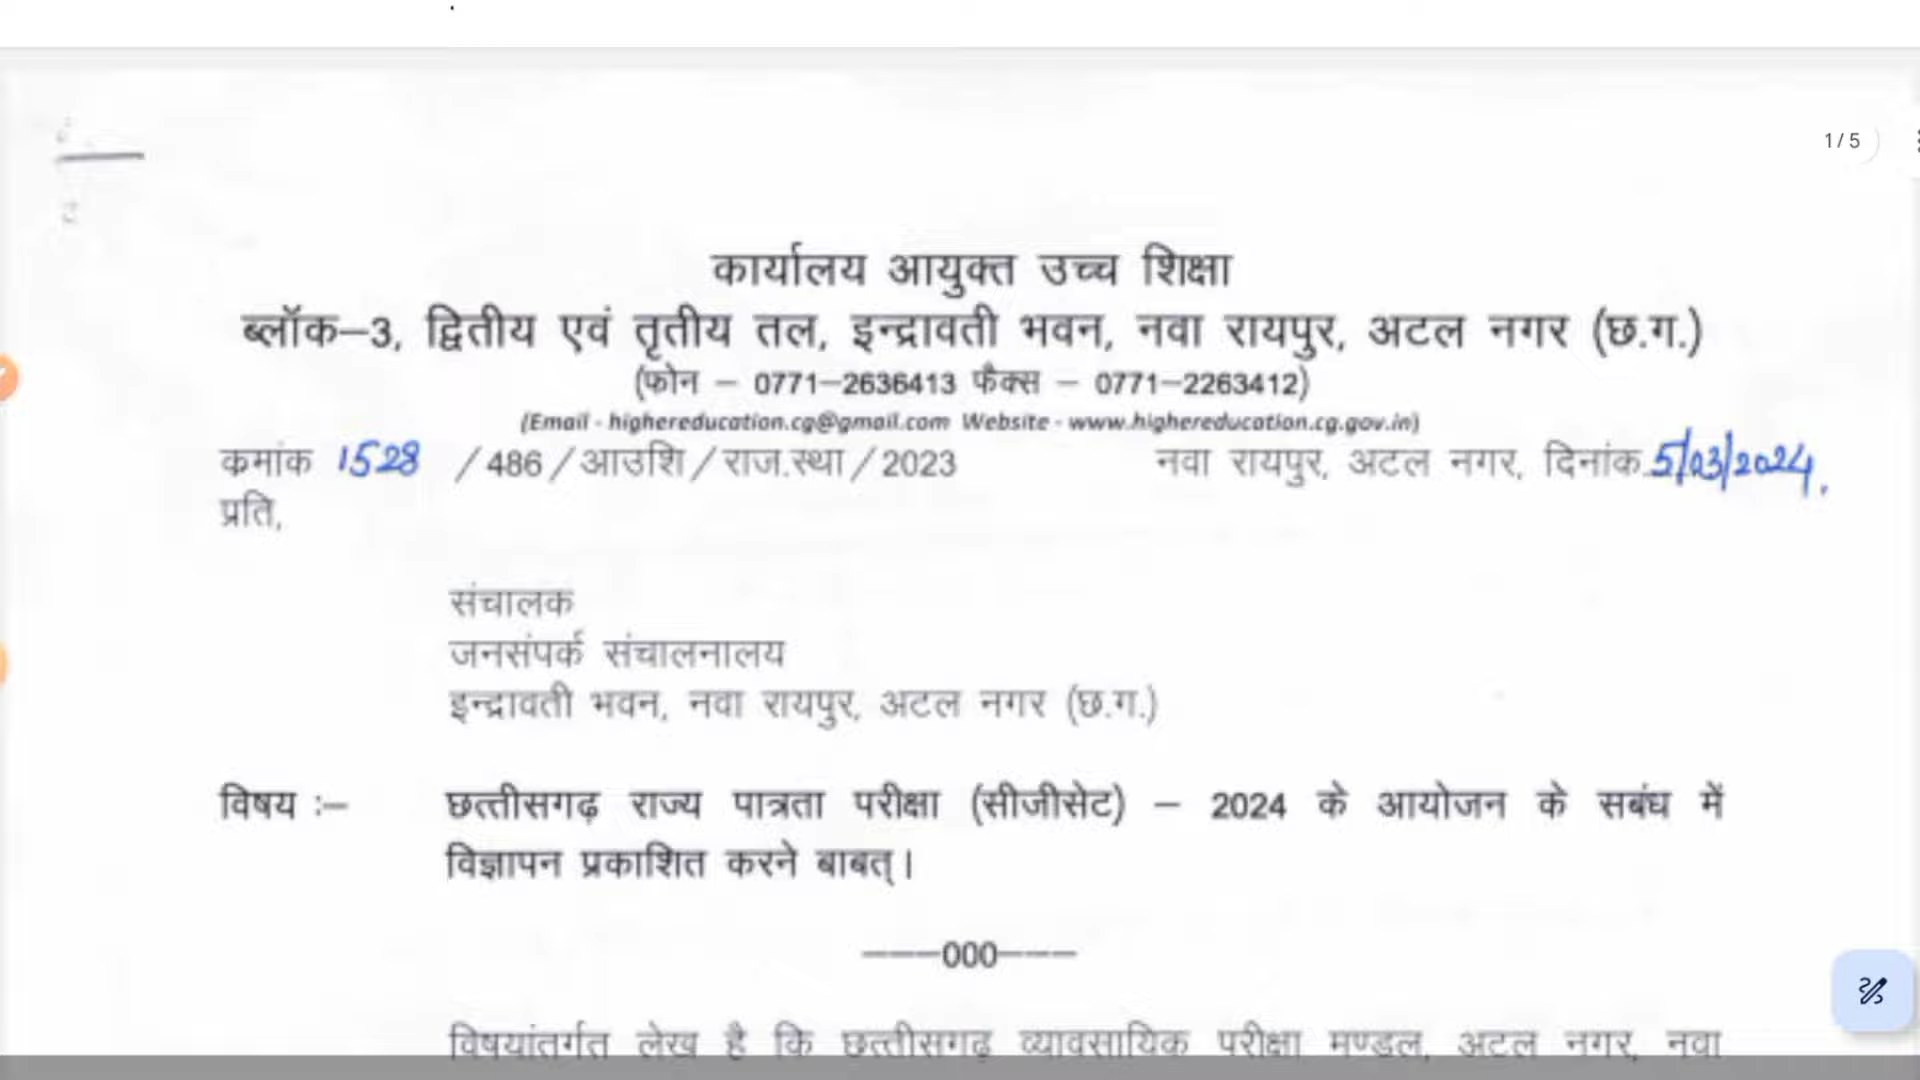 1/5
कार्यालय आयुक्त उच्च शिक्षा
ब्लॉक–3, द्वितीय एवं तृतीय तल, इन्द्रावती भवन, नवा रायपुर, अटल नगर (छ.ग.)
(फोन – 0771–2636413 फैक्स – 0771–2263412)
(Email - highereducation.cg@gmail.com Website - www.highereducation.cg.gov.in)
कमांक 1528 /486/आउशि/राज.स्था/2023 नवा रायपुर, अटल नगर, दिनांक 5/03/2024.
प्रति,
संचालक
जनसंपर्क संचालनालय
इन्द्रावती भवन, नवा रायपुर, अटल नगर (छ.ग.)
विषय :– छत्तीसगढ़ राज्य पात्रता परीक्षा (सीजीसेट) – 2024 के आयोजन के सबंध में
विज्ञापन प्रकाशित करने बाबत्।
–––000–––
विषयांतर्गत लेख है कि छत्तीसगढ़ व्यावसायिक परीक्षा मण्डल, अटल नगर, नवा